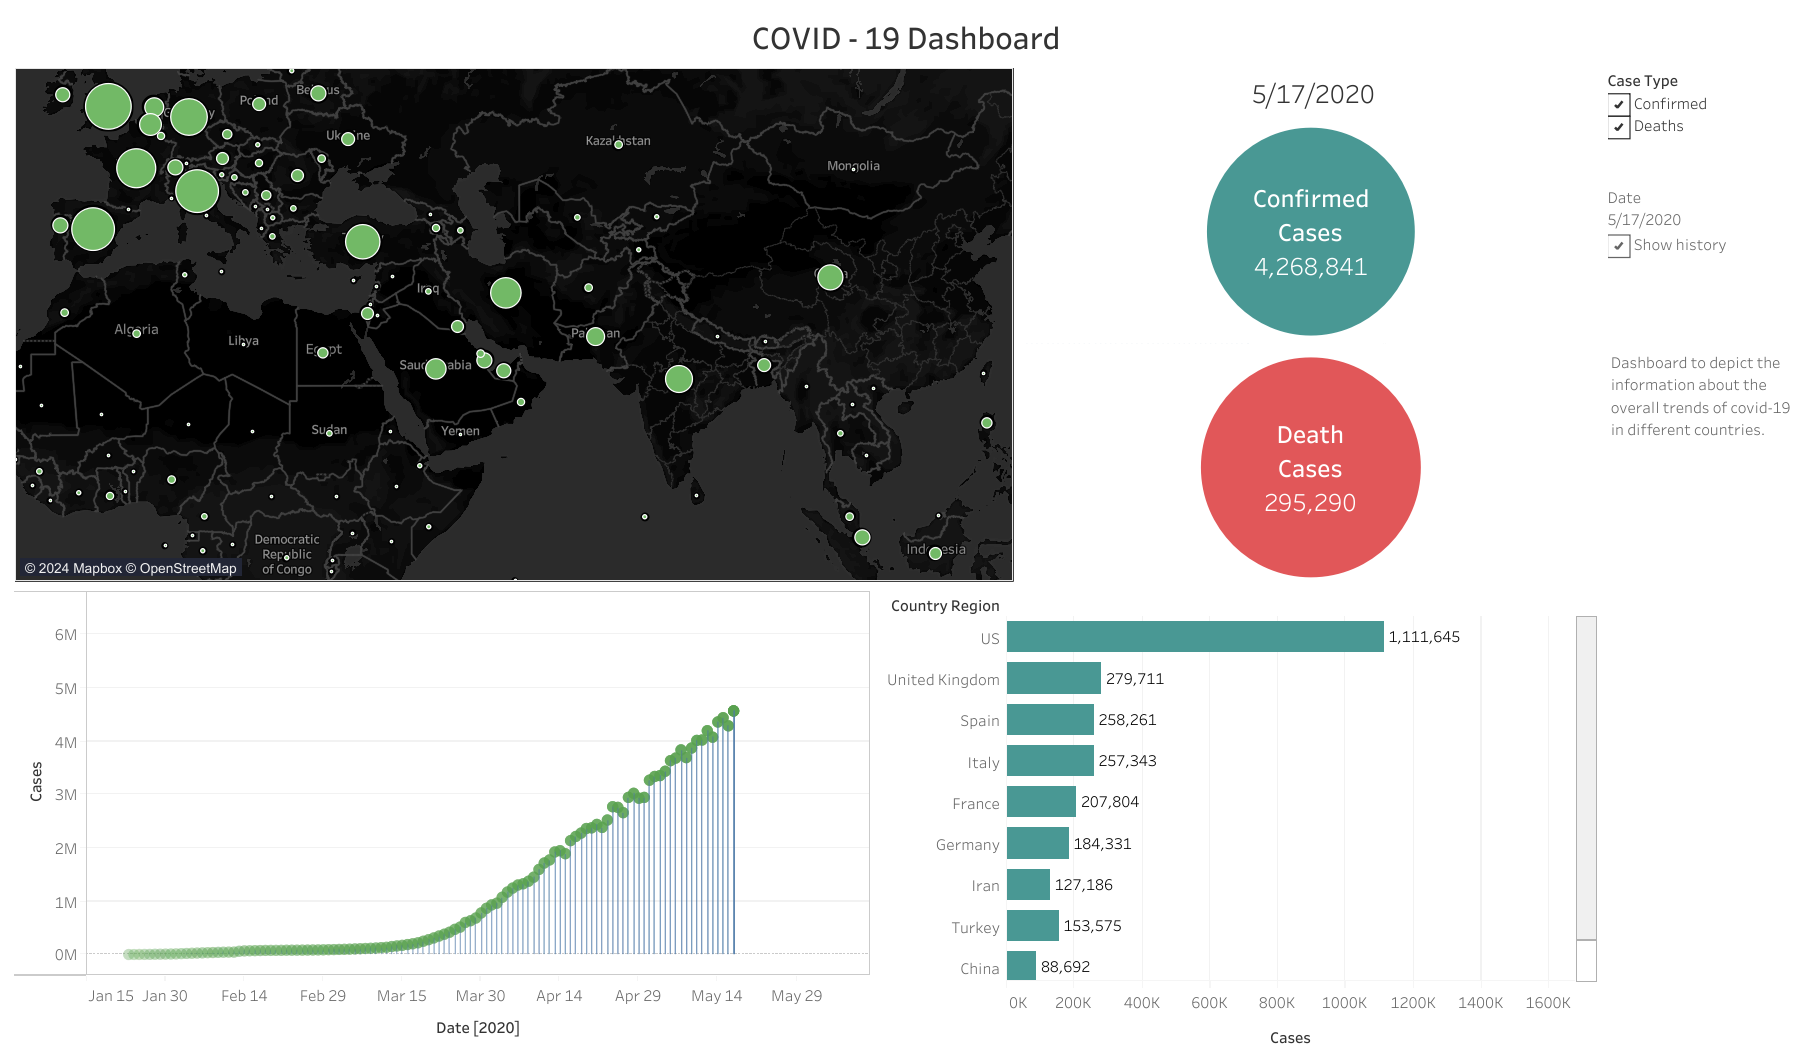 COVID - 19 Dashboard
Poland
Belarus
Ukraine
Kazakhstan
Mongolia
China
Iraq
Algeria
Libya
Egypt
Pakistan
Saudi Arabia
Sudan
Yemen
Democratic
Republic
of Congo
Indonesia
© 2024 Mapbox © OpenStreetMap
5/17/2020
Confirmed
Cases
4,268,841
Death
Cases
295,290
Case Type
Confirmed
Deaths
Date
5/17/2020
Show history
Dashboard to depict the
information about the
overall trends of covid-19
in different countries.
6M
5M
4M
3M
2M
1M
0M
Cases
Jan 15 Jan 30 Feb 14 Feb 29 Mar 15 Mar 30 Apr 14 Apr 29 May 14 May 29
Date [2020]
Country Region
US 1,111,645
United Kingdom 279,711
Spain 258,261
Italy 257,343
France 207,804
Germany 184,331
Iran 127,186
Turkey 153,575
China 88,692
0K 200K 400K 600K 800K 1000K 1200K 1400K 1600K
Cases